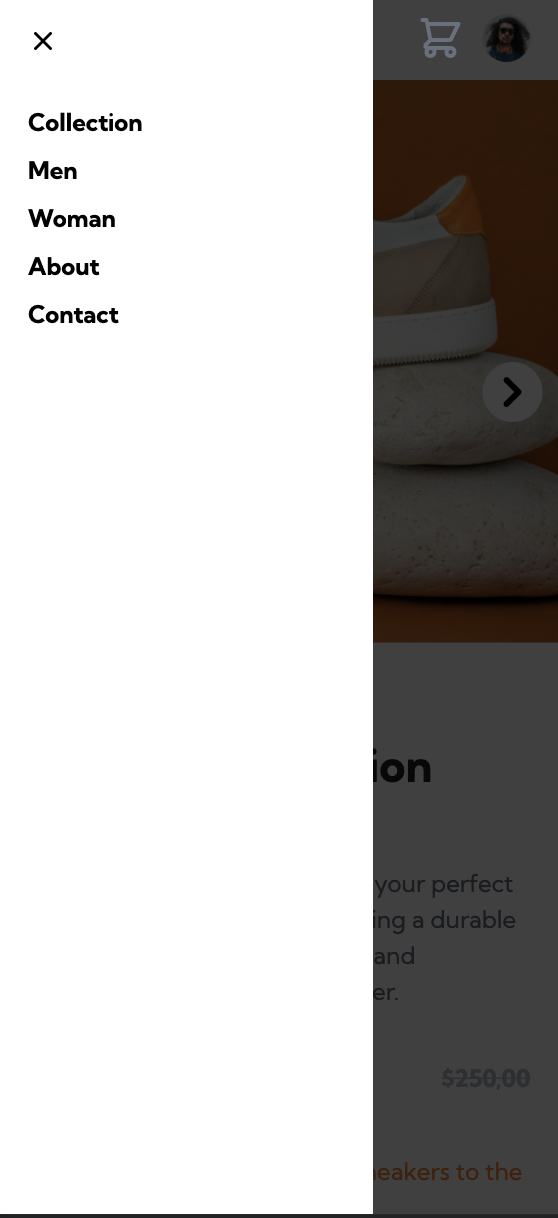 Collection
Men
Woman
About
Contact
ion
your perfect
ing a durable
and
er.
$250,00
neakers to the